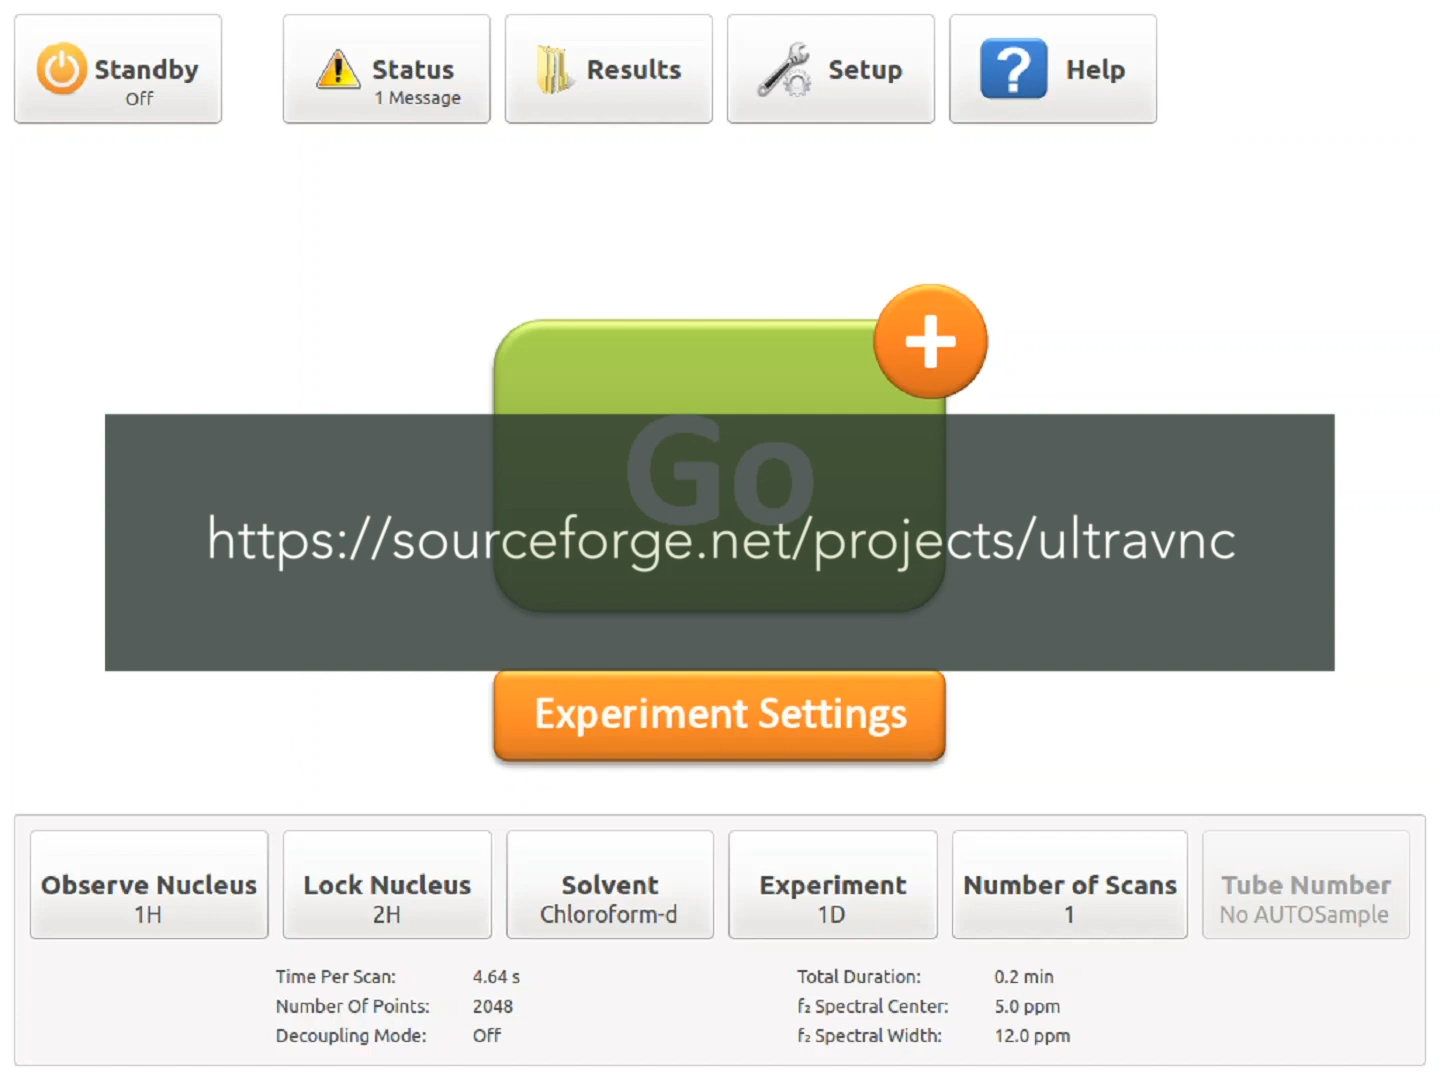 Standby
Off
Status
1 Message
Results
Setup
? Help
Go
https://sourceforge.net/projects/ultravnc
Experiment Settings
Observe Nucleus
1H
Lock Nucleus
2H
Solvent
Chloroform-d
Experiment
1D
Number of Scans
1
Tube Number
No AUTOSample
Time Per Scan: 4.64 s
Number Of Points: 2048
Decoupling Mode: Off
Total Duration: 0.2 min
f₂ Spectral Center: 5.0 ppm
f₂ Spectral Width: 12.0 ppm